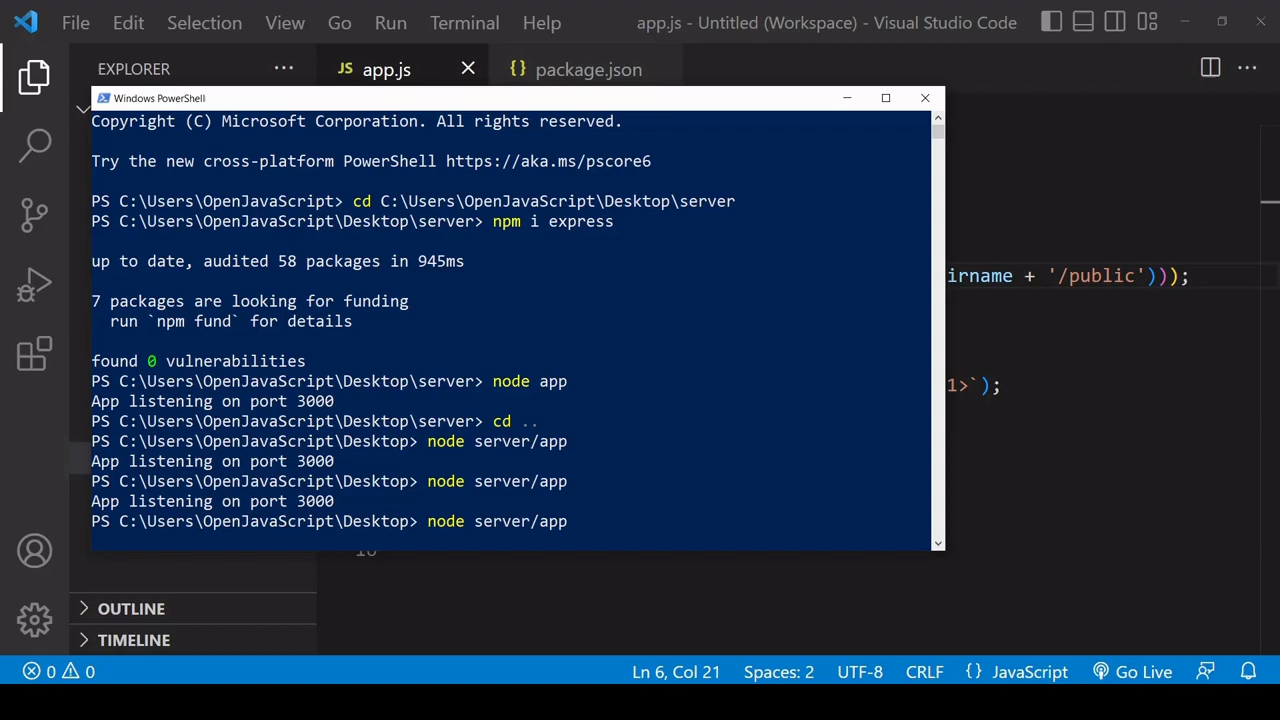 File Edit Selection View Go Run Terminal Help app.js - Untitled (Workspace) - Visual Studio Code
EXPLORER ··· JS app.js {} package.json ···
Windows PowerShell
Copyright (C) Microsoft Corporation. All rights reserved.
Try the new cross-platform PowerShell https://aka.ms/pscore6
PS C:\Users\OpenJavaScript> cd C:\Users\OpenJavaScript\Desktop\server
PS C:\Users\OpenJavaScript\Desktop\server> npm i express
up to date, audited 58 packages in 945ms
7 packages are looking for funding
run `npm fund` for details
found 0 vulnerabilities
PS C:\Users\OpenJavaScript\Desktop\server> node app
App listening on port 3000
PS C:\Users\OpenJavaScript\Desktop\server> cd ..
PS C:\Users\OpenJavaScript\Desktop> node server/app
App listening on port 3000
PS C:\Users\OpenJavaScript\Desktop> node server/app
App listening on port 3000
PS C:\Users\OpenJavaScript\Desktop> node server/app
irname + '/public')));
1>`);
OUTLINE
TIMELINE
0 0 Ln 6, Col 21 Spaces: 2 UTF-8 CRLF {} JavaScript Go Live